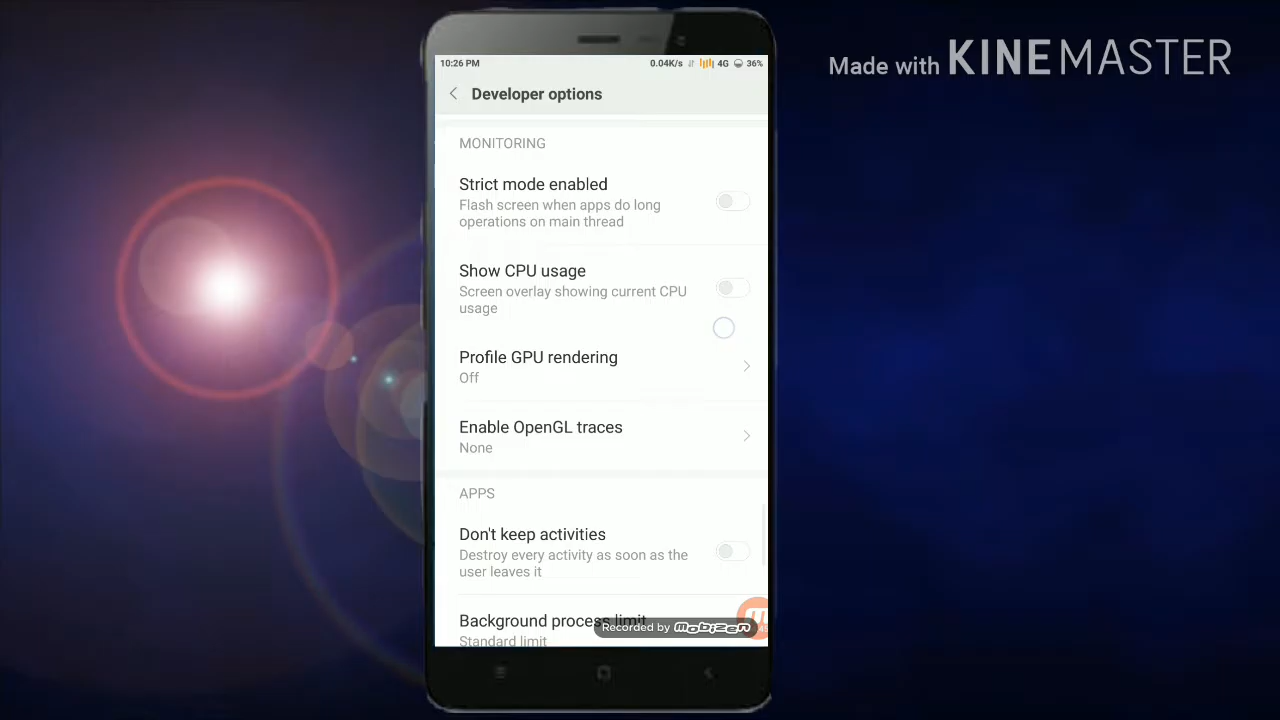 Made with KINEMASTER
10:26 PM 0.04K/s 4G 36%
Developer options
MONITORING
Strict mode enabled
Flash screen when apps do long
operations on main thread
Show CPU usage
Screen overlay showing current CPU
usage
Profile GPU rendering
Off
Enable OpenGL traces
None
APPS
Don't keep activities
Destroy every activity as soon as the
user leaves it
Background process limit
Standard limit
Recorded by mobizen